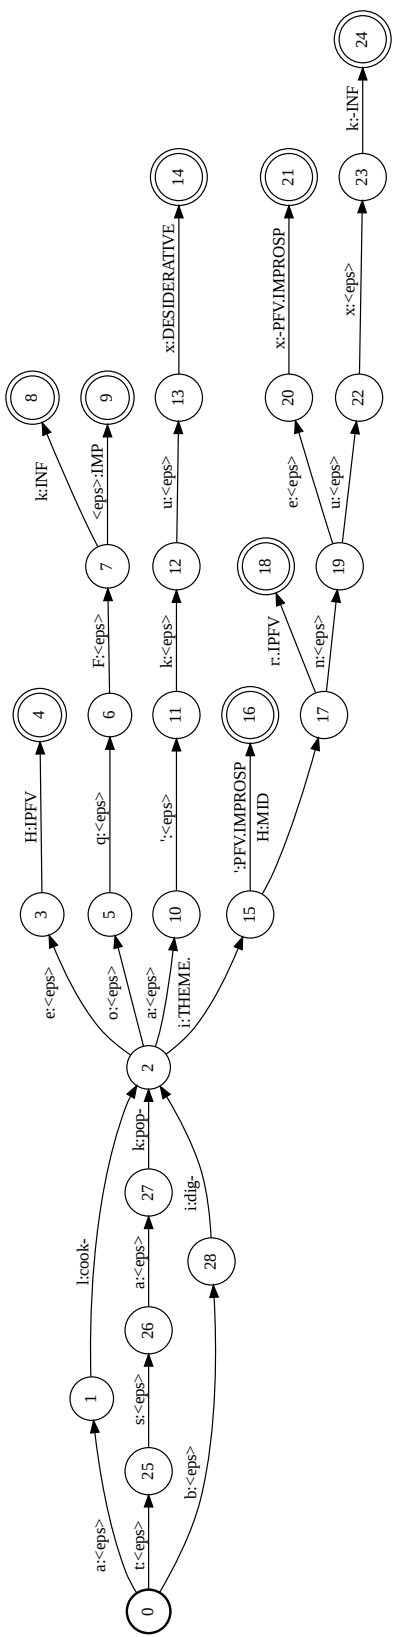 0
a:<eps>
t:<eps>
b:<eps>
1
25
28
l:cook-
s:<eps>
26
a:<eps>
27
k:pop-
i:dig-
2
e:<eps>
o:<eps>
a:<eps>
i:THEME.
3
5
10
15
H:IPFV
q:<eps>
':<eps>
':PFV.IMPROSP
H:MID
4
6
11
16
17
F:<eps>
k:<eps>
r:.IPFV
n:<eps>
7
12
18
19
k:INF
<eps>:IMP
u:<eps>
e:<eps>
u:<eps>
8
9
13
20
22
x:DESIDERATIVE
x:-PFV.IMPROSP
x:<eps>
14
21
23
k:-INF
24